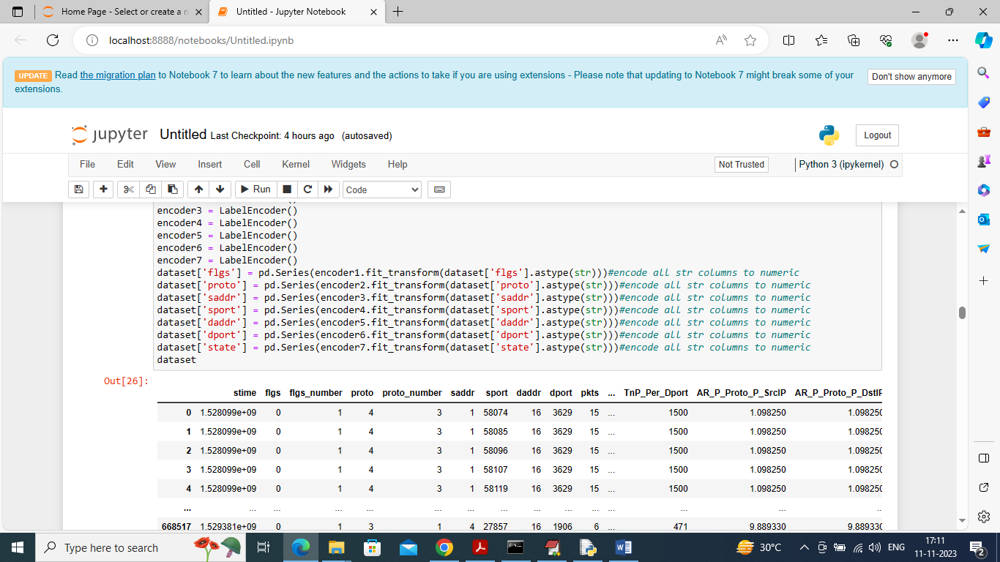 Home Page - Select or create a n
Untitled - Jupyter Notebook
localhost:8888/notebooks/Untitled.ipynb
UPDATE Read the migration plan to Notebook 7 to learn about the new features and the actions to take if you are using extensions - Please note that updating to Notebook 7 might break some of your
extensions.
Don't show anymore
jupyter Untitled Last Checkpoint: 4 hours ago (autosaved)
Logout
File Edit View Insert Cell Kernel Widgets Help
Not Trusted
Python 3 (ipykernel)
Run
Code
encoder3 = LabelEncoder()
encoder4 = LabelEncoder()
encoder5 = LabelEncoder()
encoder6 = LabelEncoder()
encoder7 = LabelEncoder()
dataset['flgs'] = pd.Series(encoder1.fit_transform(dataset['flgs'].astype(str)))#encode all str columns to numeric
dataset['proto'] = pd.Series(encoder2.fit_transform(dataset['proto'].astype(str)))#encode all str columns to numeric
dataset['saddr'] = pd.Series(encoder3.fit_transform(dataset['saddr'].astype(str)))#encode all str columns to numeric
dataset['sport'] = pd.Series(encoder4.fit_transform(dataset['sport'].astype(str)))#encode all str columns to numeric
dataset['daddr'] = pd.Series(encoder5.fit_transform(dataset['daddr'].astype(str)))#encode all str columns to numeric
dataset['dport'] = pd.Series(encoder6.fit_transform(dataset['dport'].astype(str)))#encode all str columns to numeric
dataset['state'] = pd.Series(encoder7.fit_transform(dataset['state'].astype(str)))#encode all str columns to numeric
dataset
Out[26]:
stime flgs flgs_number proto proto_number saddr sport daddr dport pkts ... TnP_Per_Dport AR_P_Proto_P_SrcIP AR_P_Proto_P_DstIP
0 1.528099e+09 0 1 4 3 1 58074 16 3629 15 ... 1500 1.098250 1.098250
1 1.528099e+09 0 1 4 3 1 58085 16 3629 15 ... 1500 1.098250 1.098250
2 1.528099e+09 0 1 4 3 1 58096 16 3629 15 ... 1500 1.098250 1.098250
3 1.528099e+09 0 1 4 3 1 58107 16 3629 15 ... 1500 1.098250 1.098250
4 1.528099e+09 0 1 4 3 1 58119 16 3629 15 ... 1500 1.098250 1.098250
... ... ... ... ... ... ... ... ... ... ... ... ... ... ..
668517 1.529381e+09 0 1 3 1 4 27857 16 1906 6 ... 471 9.889330 9.889330
Type here to search
30°C
ENG
17:11
11-11-2023
2